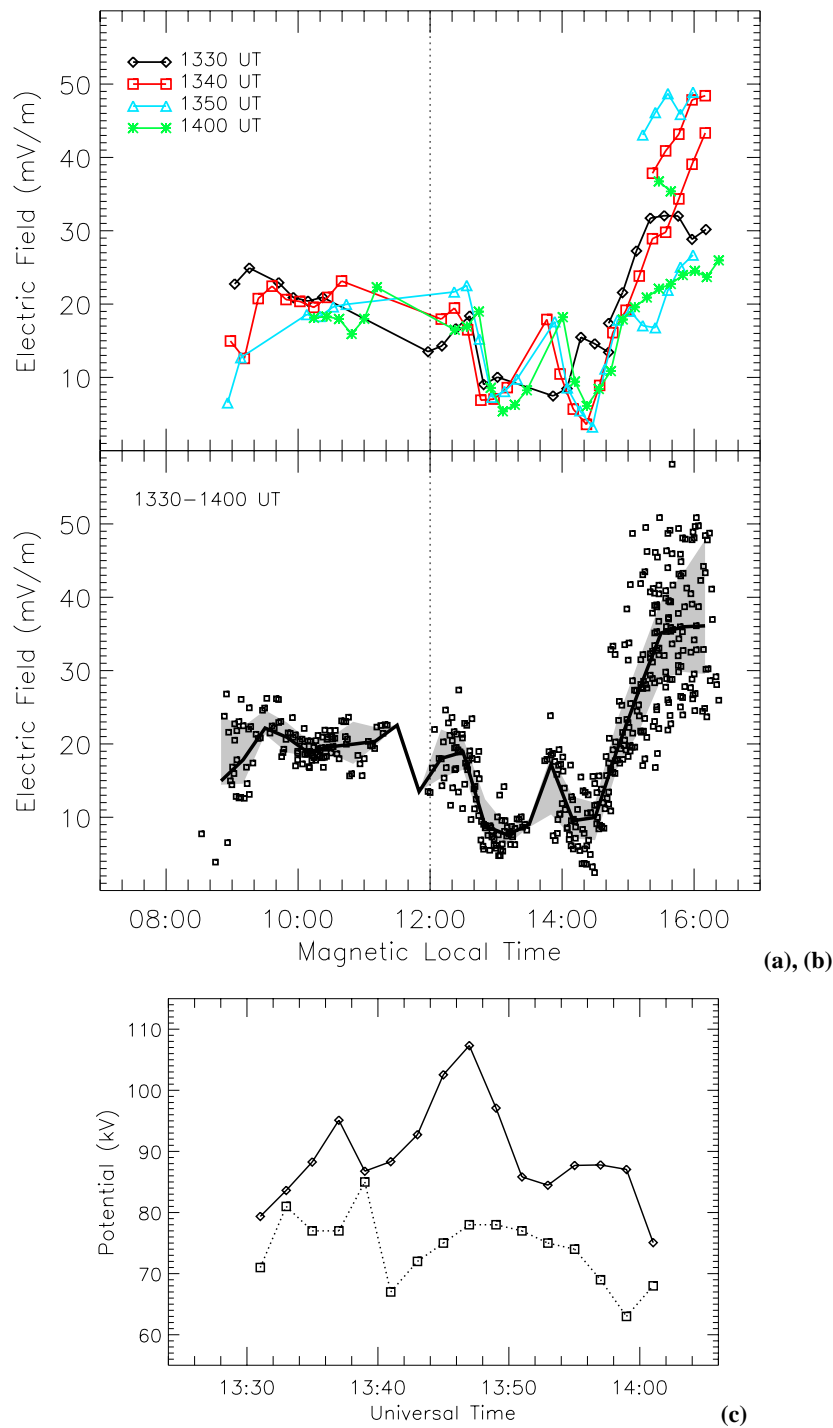 1330 UT
1340 UT
1350 UT
1400 UT
50
40
30
20
10
Electric Field (mV/m)
1330-1400 UT
50
40
30
20
10
Electric Field (mV/m)
08:00 10:00 12:00 14:00 16:00
Magnetic Local Time
(a), (b)
110
100
90
80
70
60
Potential (kV)
13:30 13:40 13:50 14:00
Universal Time
(c)